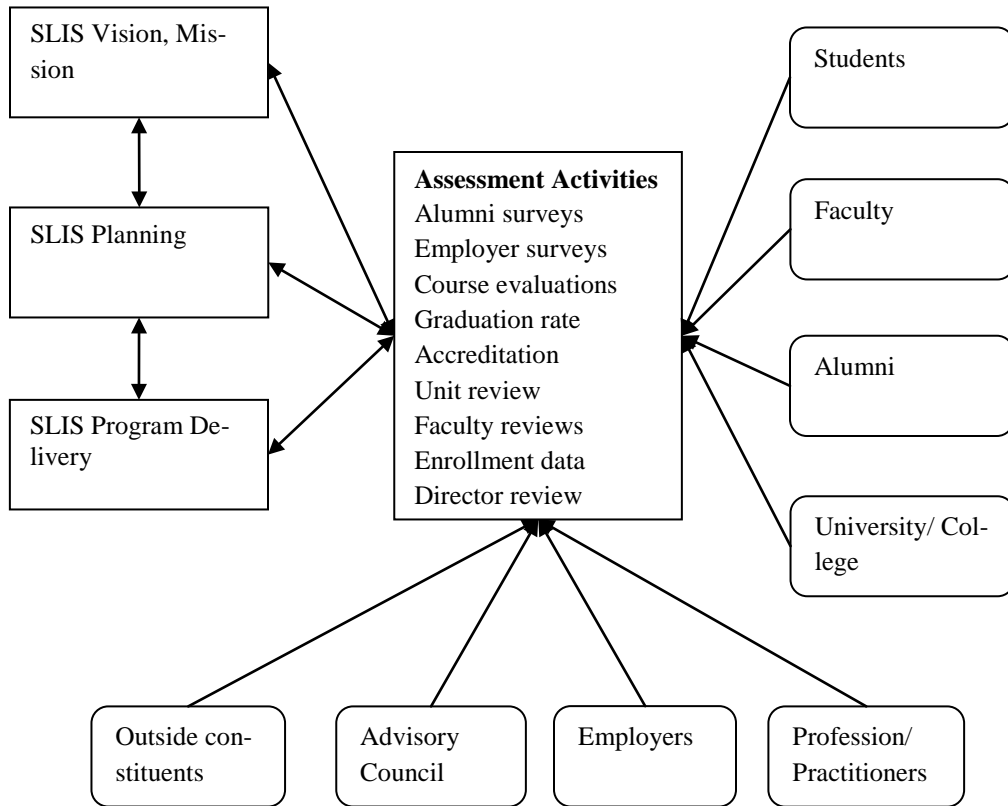 SLIS Vision, Mis-
sion
SLIS Planning
SLIS Program De-
livery
Assessment Activities
Alumni surveys
Employer surveys
Course evaluations
Graduation rate
Accreditation
Unit review
Faculty reviews
Enrollment data
Director review
Students
Faculty
Alumni
University/ Col-
lege
Outside con-
stituents
Advisory
Council
Employers
Profession/
Practitioners